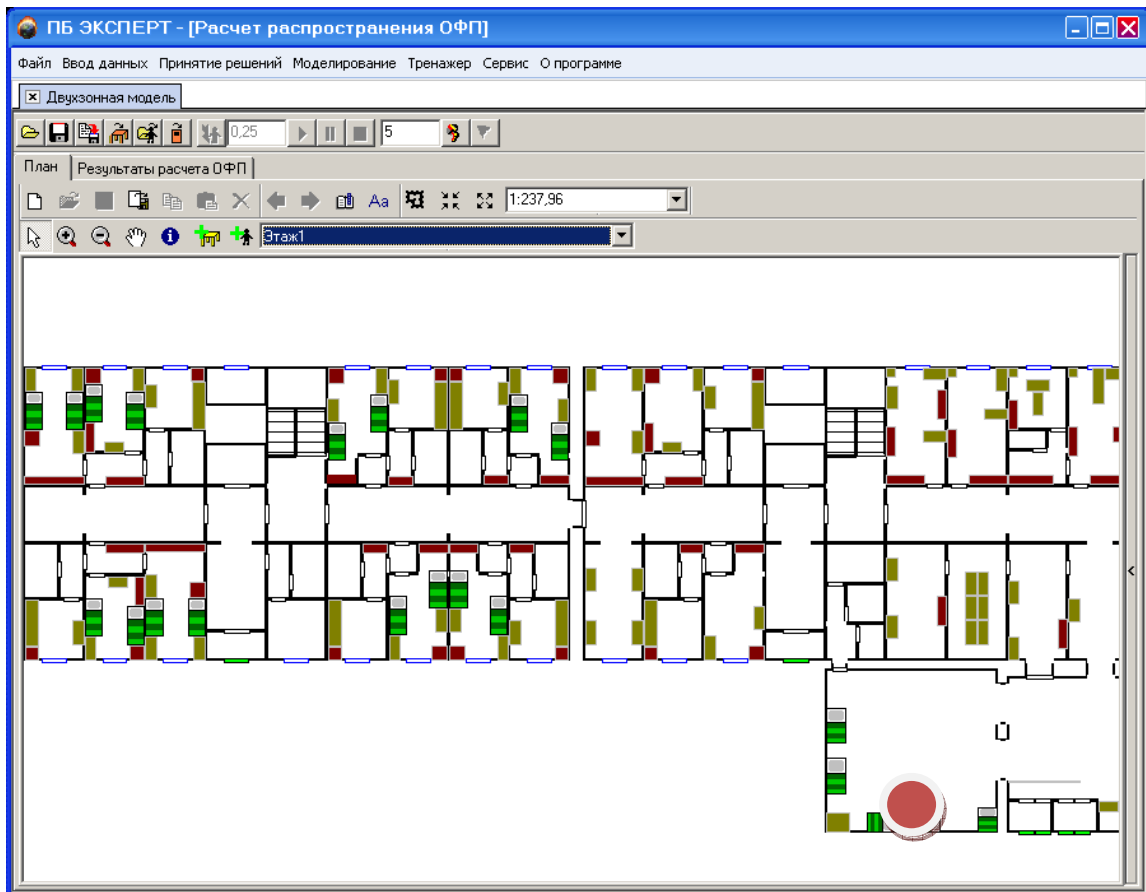 ПБ ЭКСПЕРТ - [Расчет распространения ОФП]
Файл Ввод данных Принятие решений Моделирование Тренажер Сервис О программе
Двухзонная модель
0,25 5
План Результаты расчета ОФП
Aa 1:237,96
Этаж1